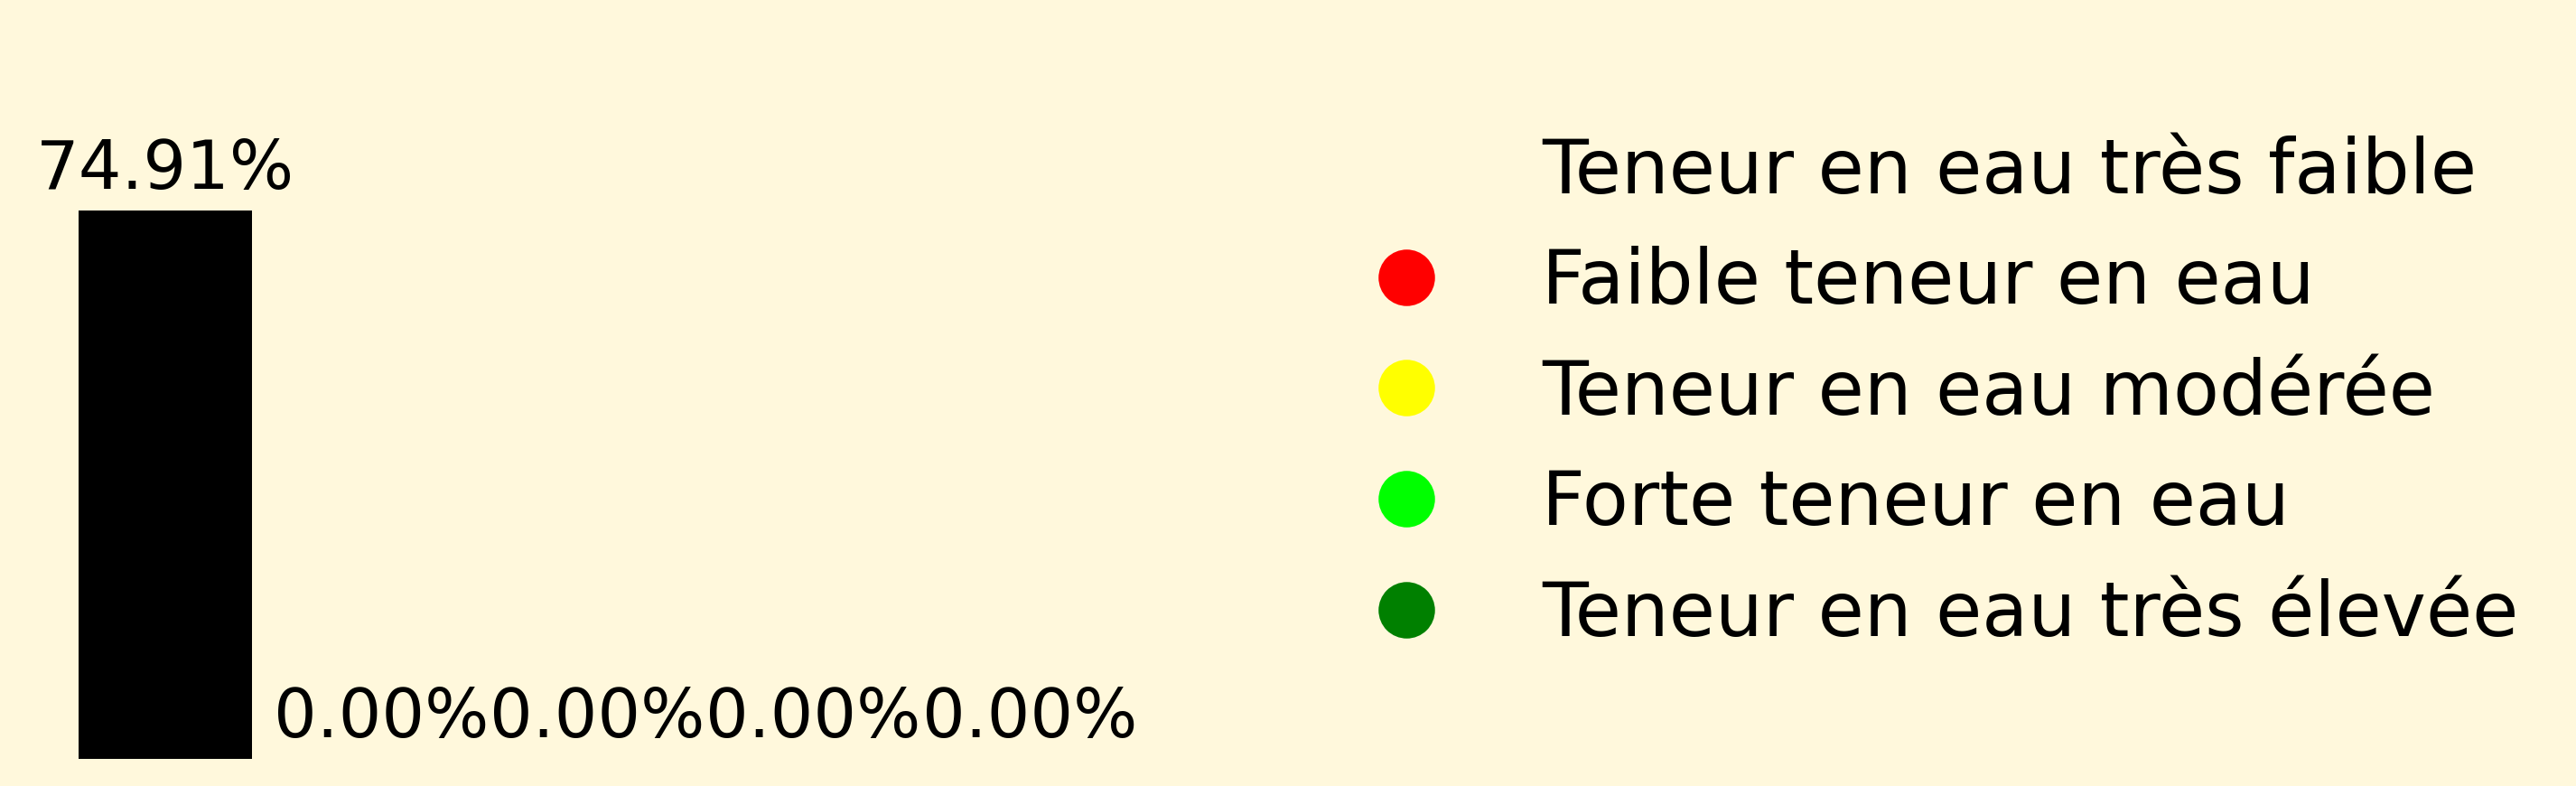 74.91%
0.00%0.00%0.00%0.00%
Teneur en eau très faible
Faible teneur en eau
Teneur en eau modérée
Forte teneur en eau
Teneur en eau très élevée